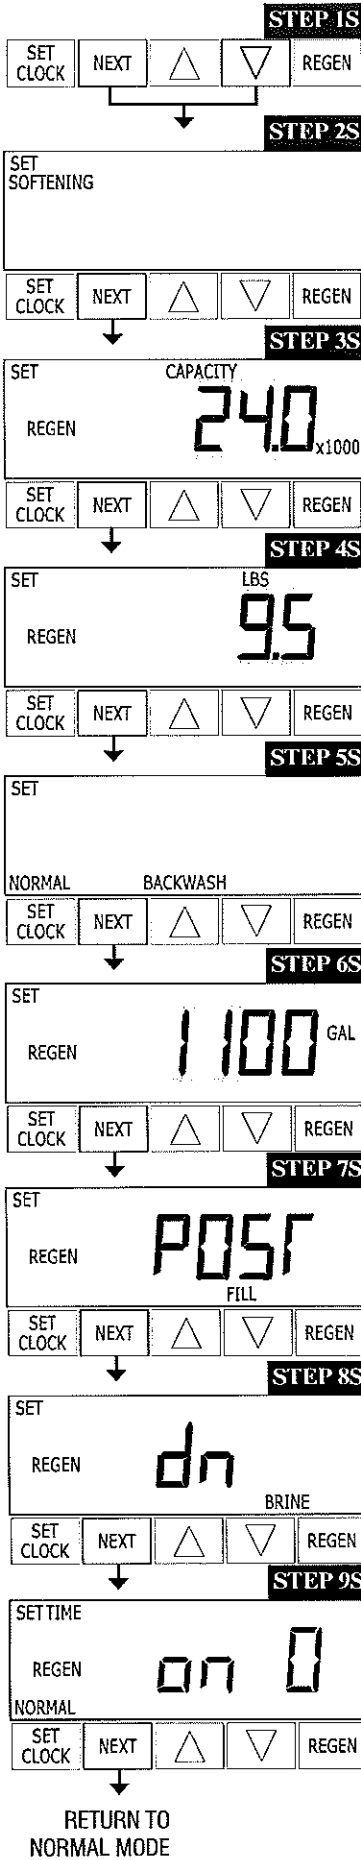 STEP 1S
SET CLOCK NEXT REGEN
STEP 2S
SET
SOFTENING
SET CLOCK NEXT REGEN
STEP 3S
SET CAPACITY
REGEN 24.0 x1000
SET CLOCK NEXT REGEN
STEP 4S
SET LBS
REGEN 9.5
SET CLOCK NEXT REGEN
STEP 5S
SET
NORMAL BACKWASH
SET CLOCK NEXT REGEN
STEP 6S
SET
REGEN 1100 GAL
SET CLOCK NEXT REGEN
STEP 7S
SET
REGEN POST
FILL
SET CLOCK NEXT REGEN
STEP 8S
SET
REGEN dn
BRINE
SET CLOCK NEXT REGEN
STEP 9S
SET TIME
REGEN on 0
NORMAL
SET CLOCK NEXT REGEN
RETURN TO
NORMAL MODE